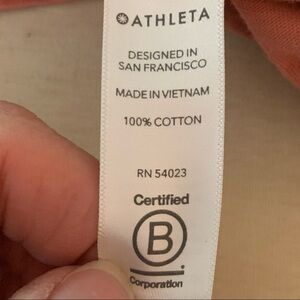 ATHLETA
DESIGNED IN
SAN FRANCISCO
MADE IN VIETNAM
100% COTTON
RN 54023
Certified
B
Corporation